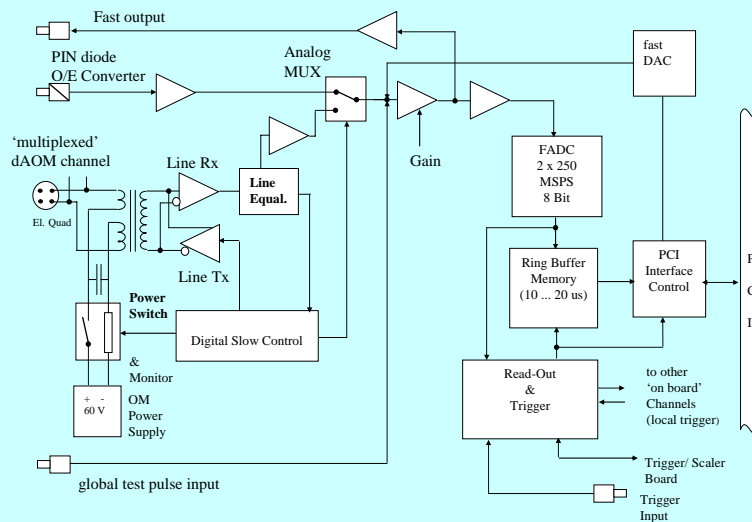 Fast output
PIN diode
O/E Converter
Analog
MUX
fast
DAC
'multiplexed'
dAOM channel
Line Rx
Gain
FADC
2 x 250
MSPS
8 Bit
Line
Equal.
El. Quad
Line Tx
Ring Buffer
Memory
(10 ... 20 us)
PCI
Interface
Control
P
C
I
Power
Switch
& 
Monitor
Digital Slow Control
+ -
60 V
OM
Power
Supply
Read-Out
&
Trigger
to other
'on board'
Channels
(local trigger)
global test pulse input
Trigger/ Scaler
Board
Trigger
Input